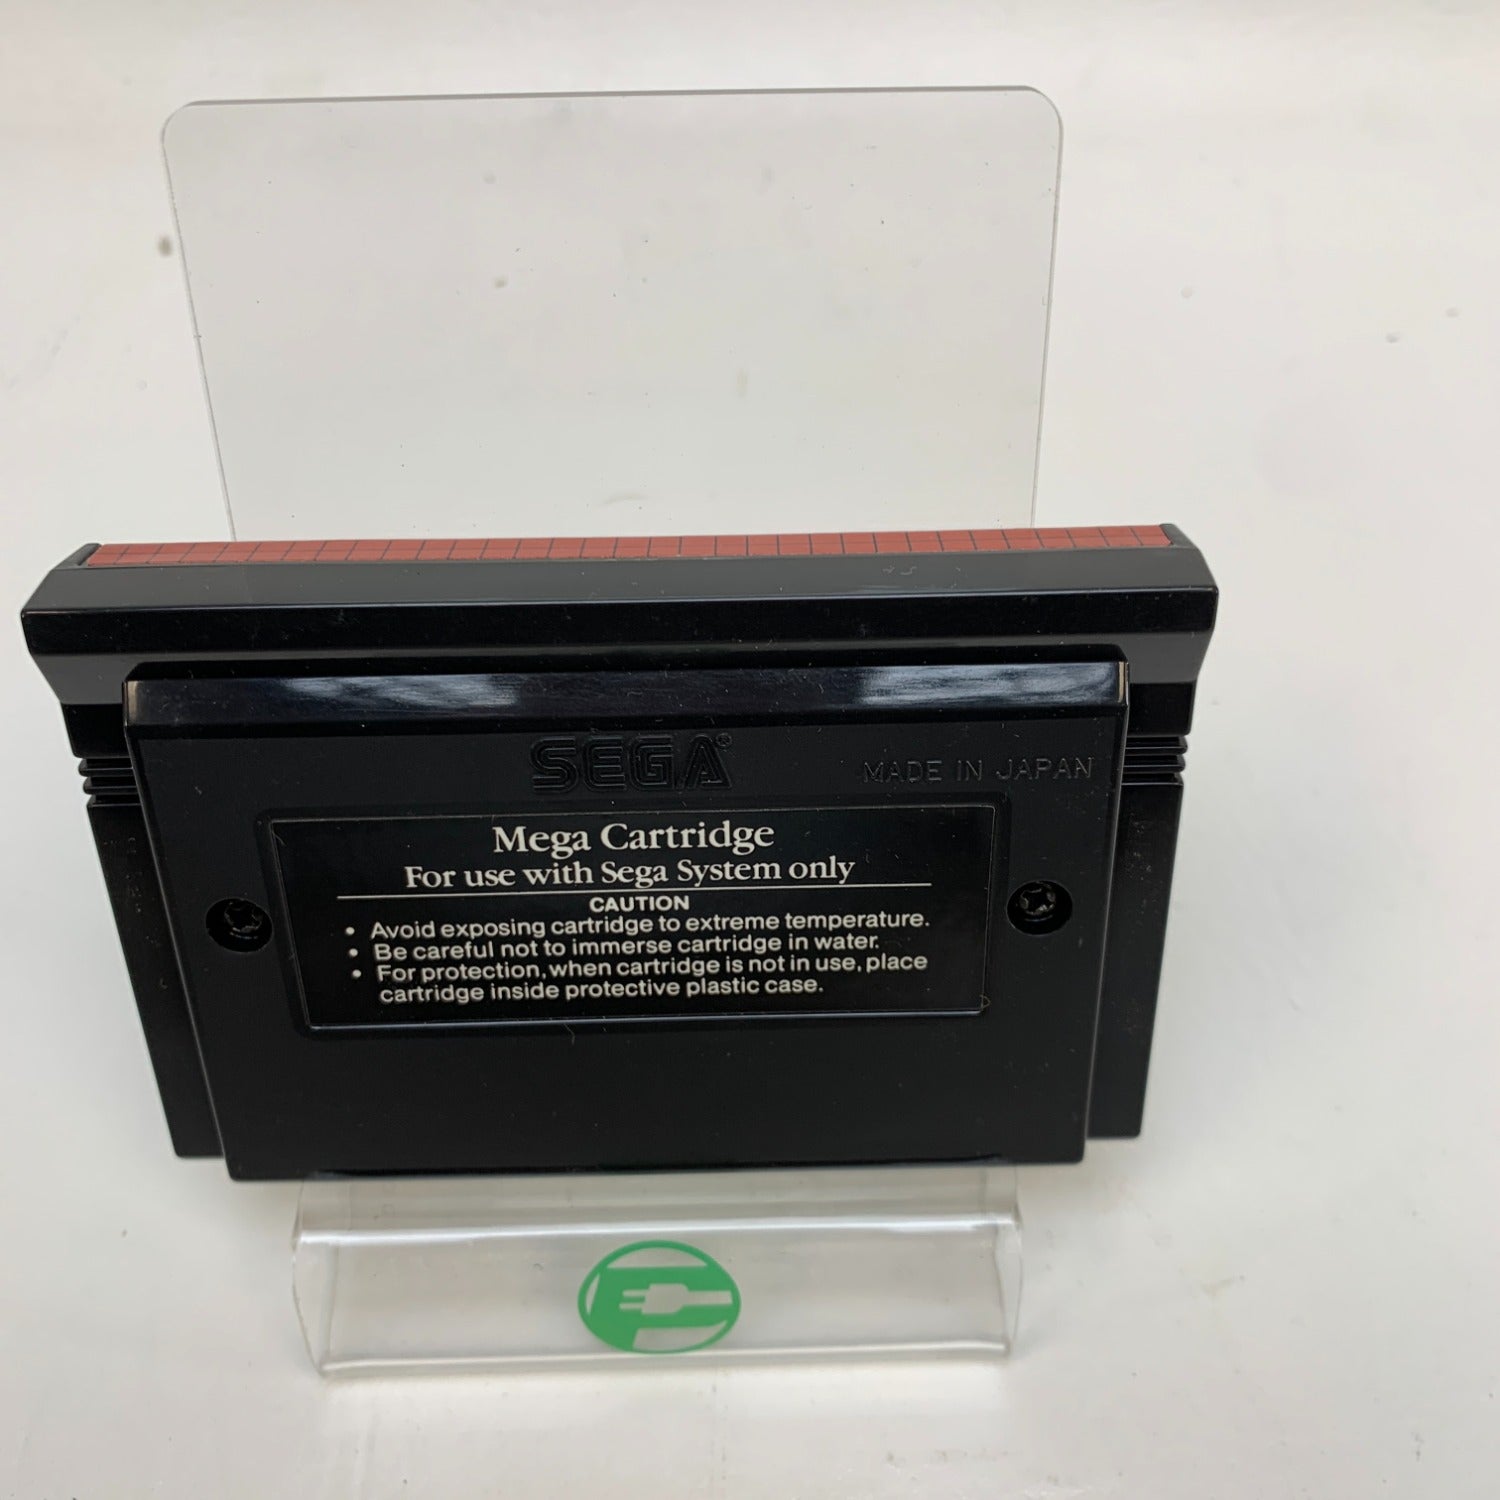 SEGA®
MADE IN JAPAN
Mega Cartridge
For use with Sega System only
CAUTION
• Avoid exposing cartridge to extreme temperature.
• Be careful not to immerse cartridge in water.
• For protection, when cartridge is not in use, place
cartridge inside protective plastic case.